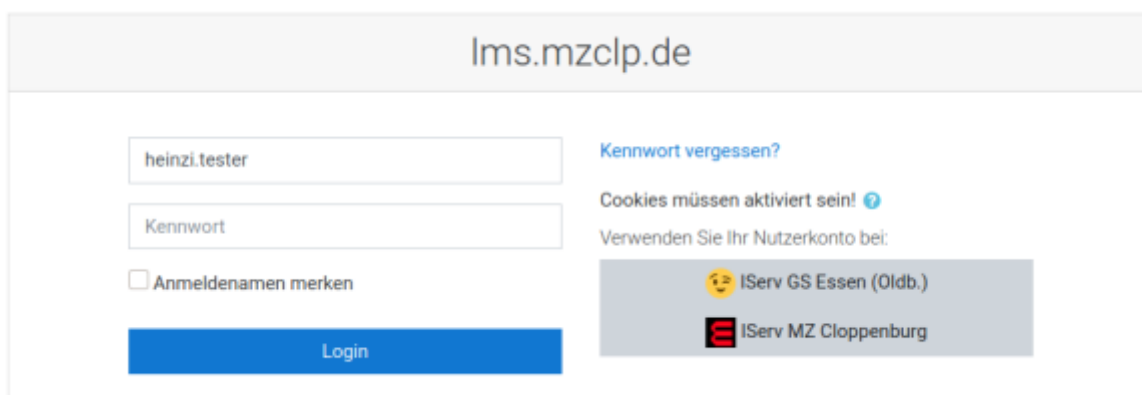 lms.mzclp.de
heinzi.tester
Kennwort
Anmeldenamen merken
Login
Kennwort vergessen?
Cookies müssen aktiviert sein! ?
Verwenden Sie Ihr Nutzerkonto bei:
IServ GS Essen (Oldb.)
IServ MZ Cloppenburg